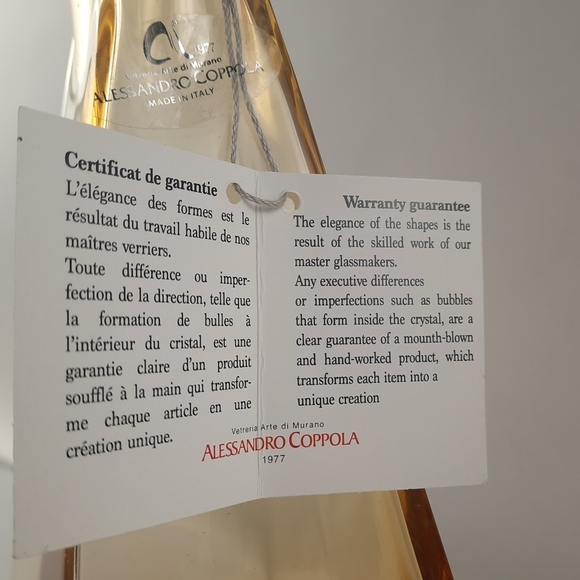 1977
Vetreria Arte di Murano
ALESSANDRO COPPOLA
MADE IN ITALY
Certificat de garantie
L'élégance des formes est le
résultat du travail habile de nos
maîtres verriers.
Toute différence ou imper-
fection de la direction, telle que
la formation de bulles à
l'intérieur du cristal, est une
garantie claire d'un produit
soufflé à la main qui transfor-
me chaque article en une
création unique.
Warranty guarantee
The elegance of the shapes is the
result of the skilled work of our
master glassmakers.
Any executive differences
or imperfections such as bubbles
that form inside the crystal, are a
clear guarantee of a mounth-blown
and hand-worked product, which
transforms each item into a
unique creation
Vetreria Arte di Murano
ALESSANDRO COPPOLA
1977